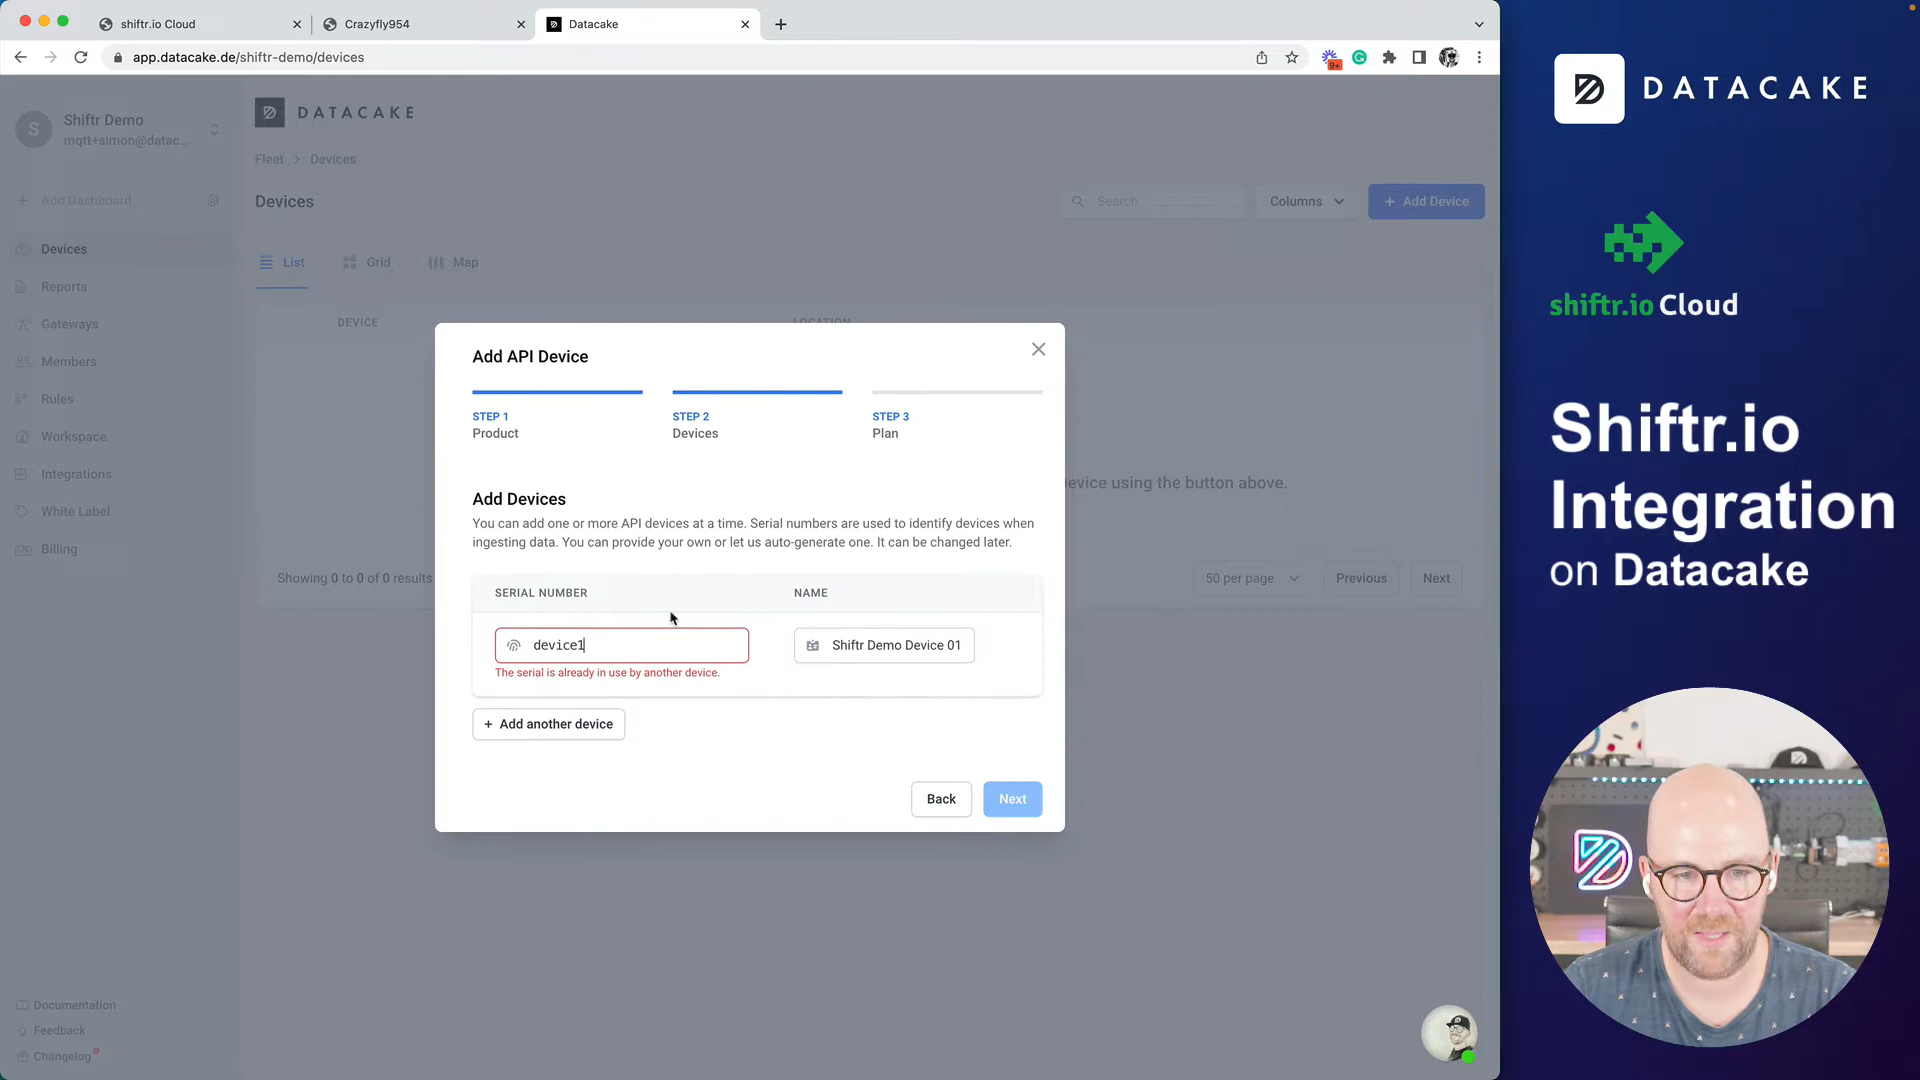 shiftr.io Cloud
Crazyfly954
Datacake
app.datacake.de/shiftr-demo/devices
9+
S
Shiftr Demo
mqtt+simon@datac...
DATACAKE
Fleet > Devices
Add Dashboard
Devices
Search
Columns
+ Add Device
Devices
Reports
Gateways
Members
Rules
Workspace
Integrations
White Label
Billing
List
Grid
Map
DEVICE
LOCATION
Add API Device
STEP 1
Product
STEP 2
Devices
STEP 3
Plan
evice using the button above.
Add Devices
You can add one or more API devices at a time. Serial numbers are used to identify devices when
ingesting data. You can provide your own or let us auto-generate one. It can be changed later.
Showing 0 to 0 of 0 results
50 per page
Previous
Next
SERIAL NUMBER
NAME
device1
Shiftr Demo Device 01
The serial is already in use by another device.
+ Add another device
Back
Next
Documentation
Feedback
Changelog
DATACAKE
shiftr.io Cloud
Shiftr.io
Integration
on Datacake